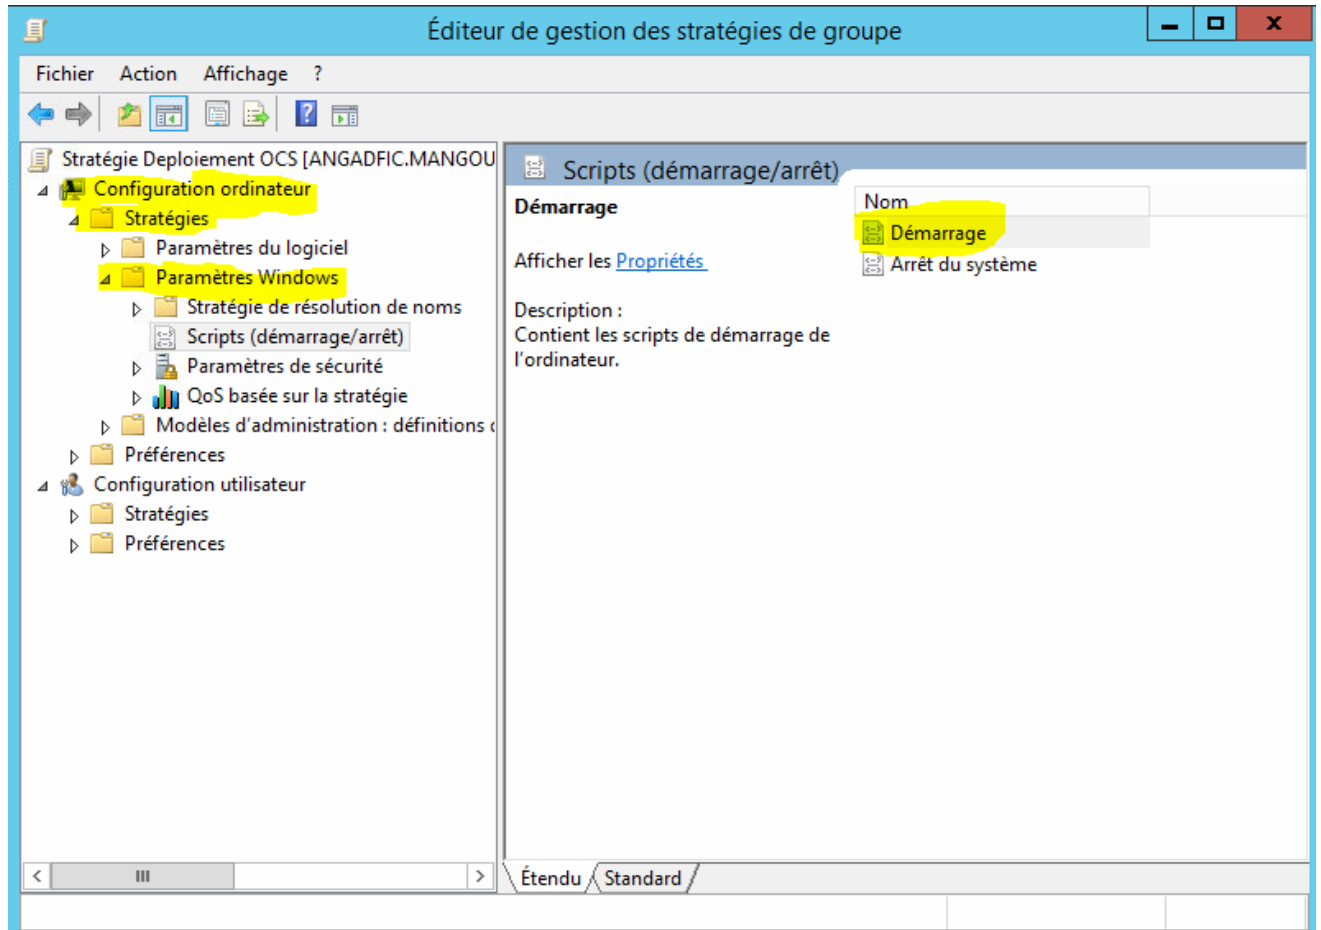 Éditeur de gestion des stratégies de groupe
Fichier Action Affichage ?
Stratégie Deploiement OCS [ANGADFIC.MANGOU
Configuration ordinateur
Stratégies
Paramètres du logiciel
Paramètres Windows
Stratégie de résolution de noms
Scripts (démarrage/arrêt)
Paramètres de sécurité
QoS basée sur la stratégie
Modèles d'administration : définitions
Préférences
Configuration utilisateur
Stratégies
Préférences
Scripts (démarrage/arrêt)
Démarrage
Afficher les Propriétés
Description :
Contient les scripts de démarrage de
l'ordinateur.
Nom
Démarrage
Arrêt du système
Étendu Standard